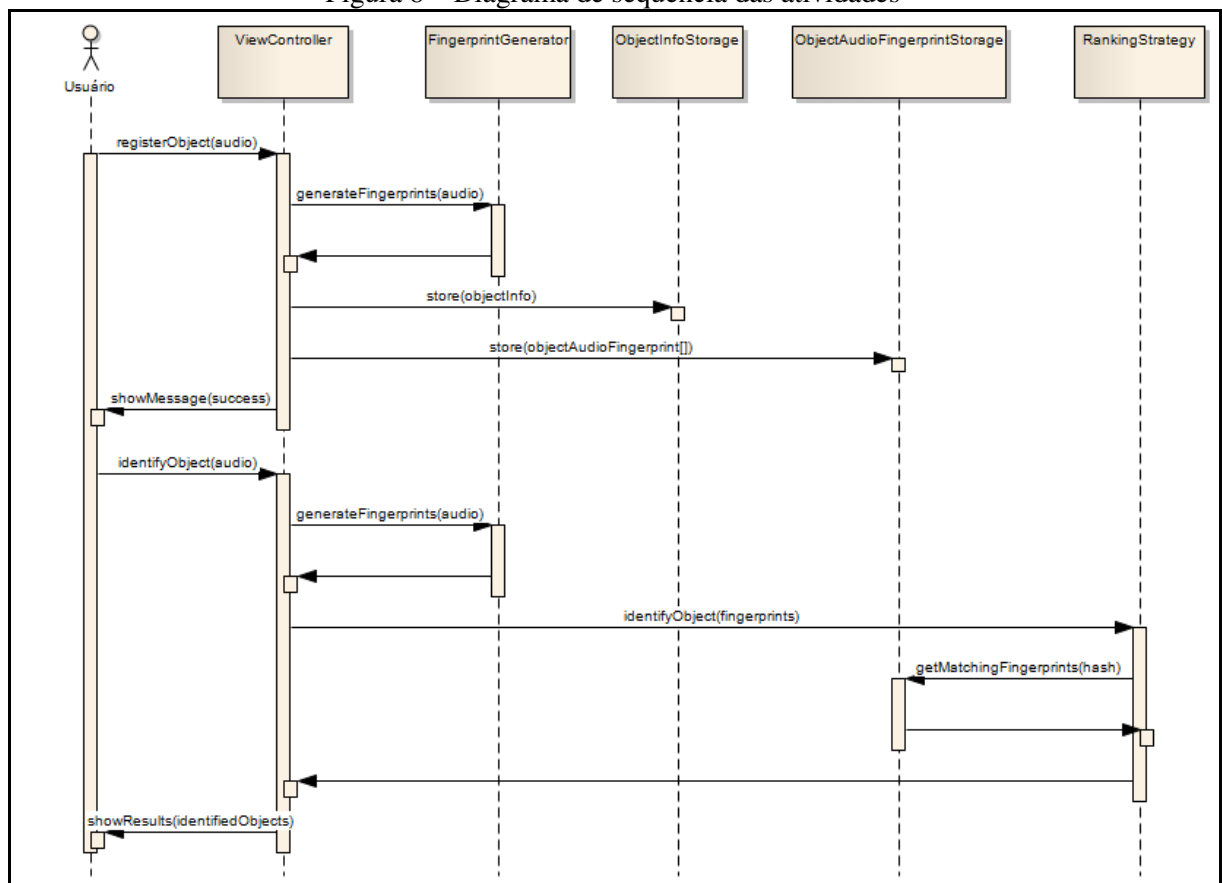 Figura 8 – Diagrama de sequência das atividades
ViewController
FingerprintGenerator
ObjectInfoStorage
ObjectAudioFingerprintStorage
RankingStrategy
Usuário
registerObject(audio)
generateFingerprints(audio)
store(objectInfo)
store(objectAudioFingerprint[])
showMessage(success)
identifyObject(audio)
generateFingerprints(audio)
identifyObject(fingerprints)
getMatchingFingerprints(hash)
showResults(identifiedObjects)